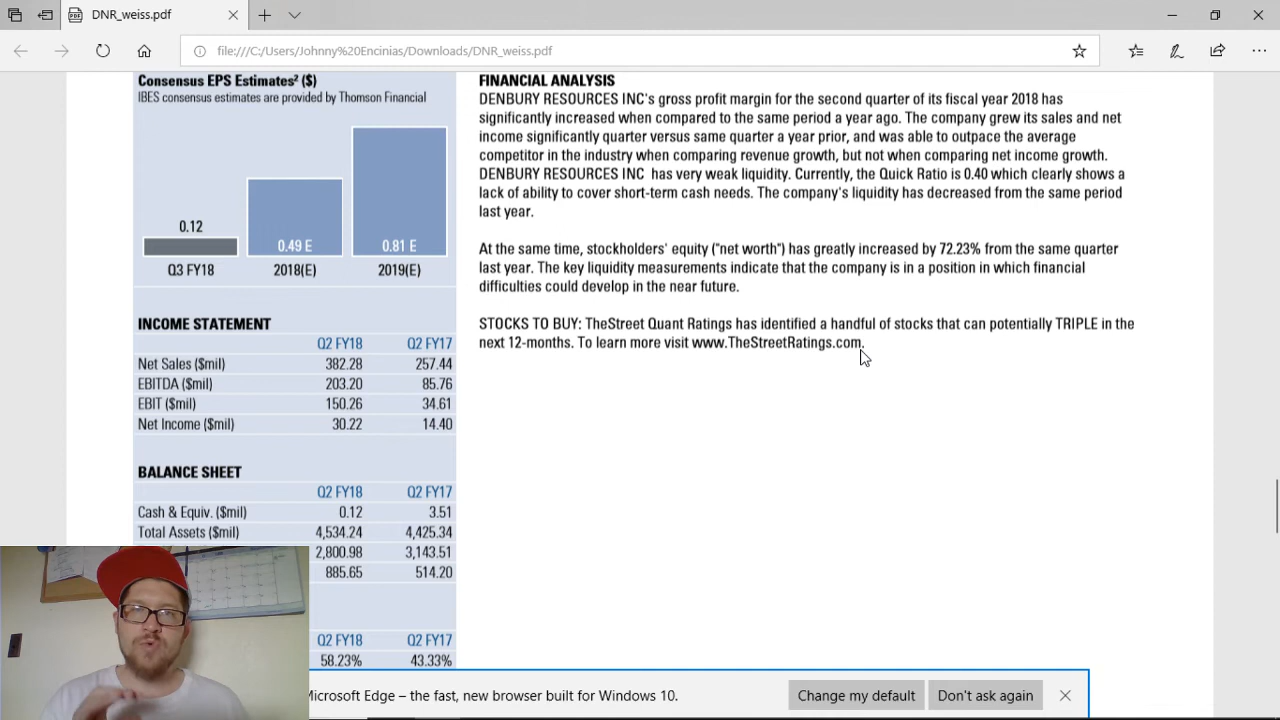 DNR_weiss.pdf
file:///C:/Users/Johnny%20Encinias/Downloads/DNR_weiss.pdf
Consensus EPS Estimates² ($)
IBES consensus estimates are provided by Thomson Financial
0.12
0.49 E
0.81 E
Q3 FY18 2018(E) 2019(E)
INCOME STATEMENT
Q2 FY18 Q2 FY17
Net Sales ($mil) 382.28 257.44
EBITDA ($mil) 203.20 85.76
EBIT ($mil) 150.26 34.61
Net Income ($mil) 30.22 14.40
BALANCE SHEET
Q2 FY18 Q2 FY17
Cash & Equiv. ($mil) 0.12 3.51
Total Assets ($mil) 4,534.24 4,425.34
2,800.98 3,143.51
885.65 514.20
Q2 FY18 Q2 FY17
58.23% 43.33%
FINANCIAL ANALYSIS
DENBURY RESOURCES INC's gross profit margin for the second quarter of its fiscal year 2018 has
significantly increased when compared to the same period a year ago. The company grew its sales and net
income significantly quarter versus same quarter a year prior, and was able to outpace the average
competitor in the industry when comparing revenue growth, but not when comparing net income growth.
DENBURY RESOURCES INC has very weak liquidity. Currently, the Quick Ratio is 0.40 which clearly shows a
lack of ability to cover short-term cash needs. The company's liquidity has decreased from the same period
last year.
At the same time, stockholders' equity ("net worth") has greatly increased by 72.23% from the same quarter
last year. The key liquidity measurements indicate that the company is in a position in which financial
difficulties could develop in the near future.
STOCKS TO BUY: TheStreet Quant Ratings has identified a handful of stocks that can potentially TRIPLE in the
next 12-months. To learn more visit www.TheStreetRatings.com.
Microsoft Edge – the fast, new browser built for Windows 10.
Change my default
Don't ask again